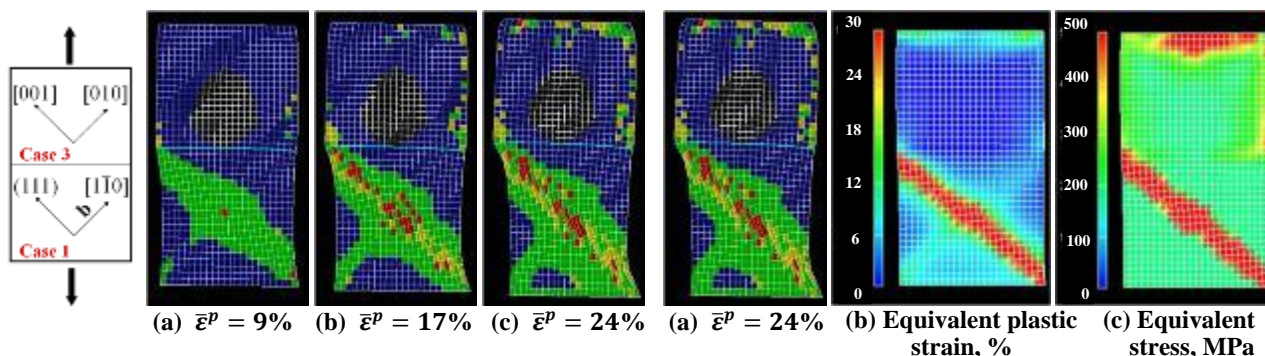 [001] [010]
Case 3
(111) [11̅0]
b
Case 1
(a) ε̅ᵖ = 9%
(b) ε̅ᵖ = 17%
(c) ε̅ᵖ = 24%
(a) ε̅ᵖ = 24%
30
24
18
12
6
0
(b) Equivalent plastic
strain, %
500
400
300
200
100
0
(c) Equivalent
stress, MPa